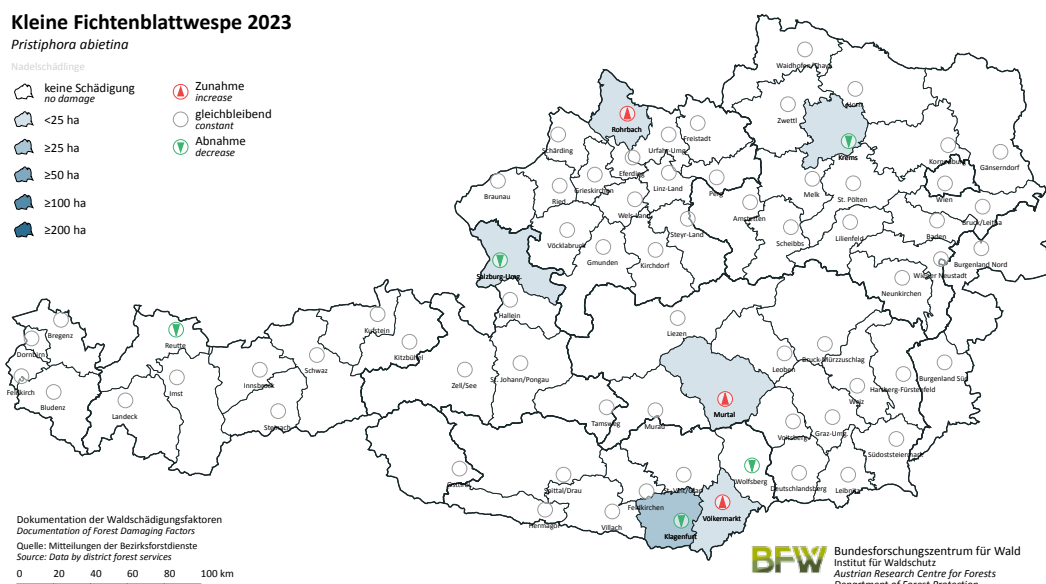 Kleine Fichtenblattwespe 2023
Pristiphora abietina
Nadelschädlinge
keine Schädigung
no damage
<25 ha
≥25 ha
≥50 ha
≥100 ha
≥200 ha
Zunahme
increase
gleichbleibend
constant
Abnahme
decrease
Waidhofen/Thaya
Horn
Zwettl
Rohrbach
Freistadt
Krems
Korneuburg
Gänserndorf
Schärding
Urfahr-Umg.
Eferding
Grieskirchen
Linz-Land
Perg
Melk
St. Pölten
Wien
Braunau
Ried
Wels-Land
Amstetten
Bruck/Leitha
Steyr-Land
Scheibbs
Lilienfeld
Baden
Vöcklabruck
Gmunden
Kirchdorf
Burgenland Nord
Wiener Neustadt
Salzburg-Umg.
Neunkirchen
Hallein
Bregenz
Reutte
Kufstein
Liezen
Dornbirn
Kitzbühel
Bruck-Mürzzuschlag
Feldkirch
Schwaz
Leoben
Innsbruck
Zell/See
St. Johann/Pongau
Burgenland Süd
Bludenz
Imst
Hartberg-Fürstenfeld
Weiz
Landeck
Steinach
Tamsweg
Murau
Murtal
Voitsberg
Graz-Umg.
Südoststeiermark
Osttirol
Spittal/Drau
St. Veit/Glan
Wolfsberg
Deutschlandsberg
Leibnitz
Feldkirchen
Hermagor
Villach
Klagenfurt
Völkermarkt
Dokumentation der Waldschädigungsfaktoren
Documentation of Forest Damaging Factors
Quelle: Mitteilungen der Bezirksforstdienste
Source: Data by district forest services
0 20 40 60 80 100 km
BFW
Bundesforschungszentrum für Wald
Institut für Waldschutz
Austrian Research Centre for Forests
Department of Forest Protection